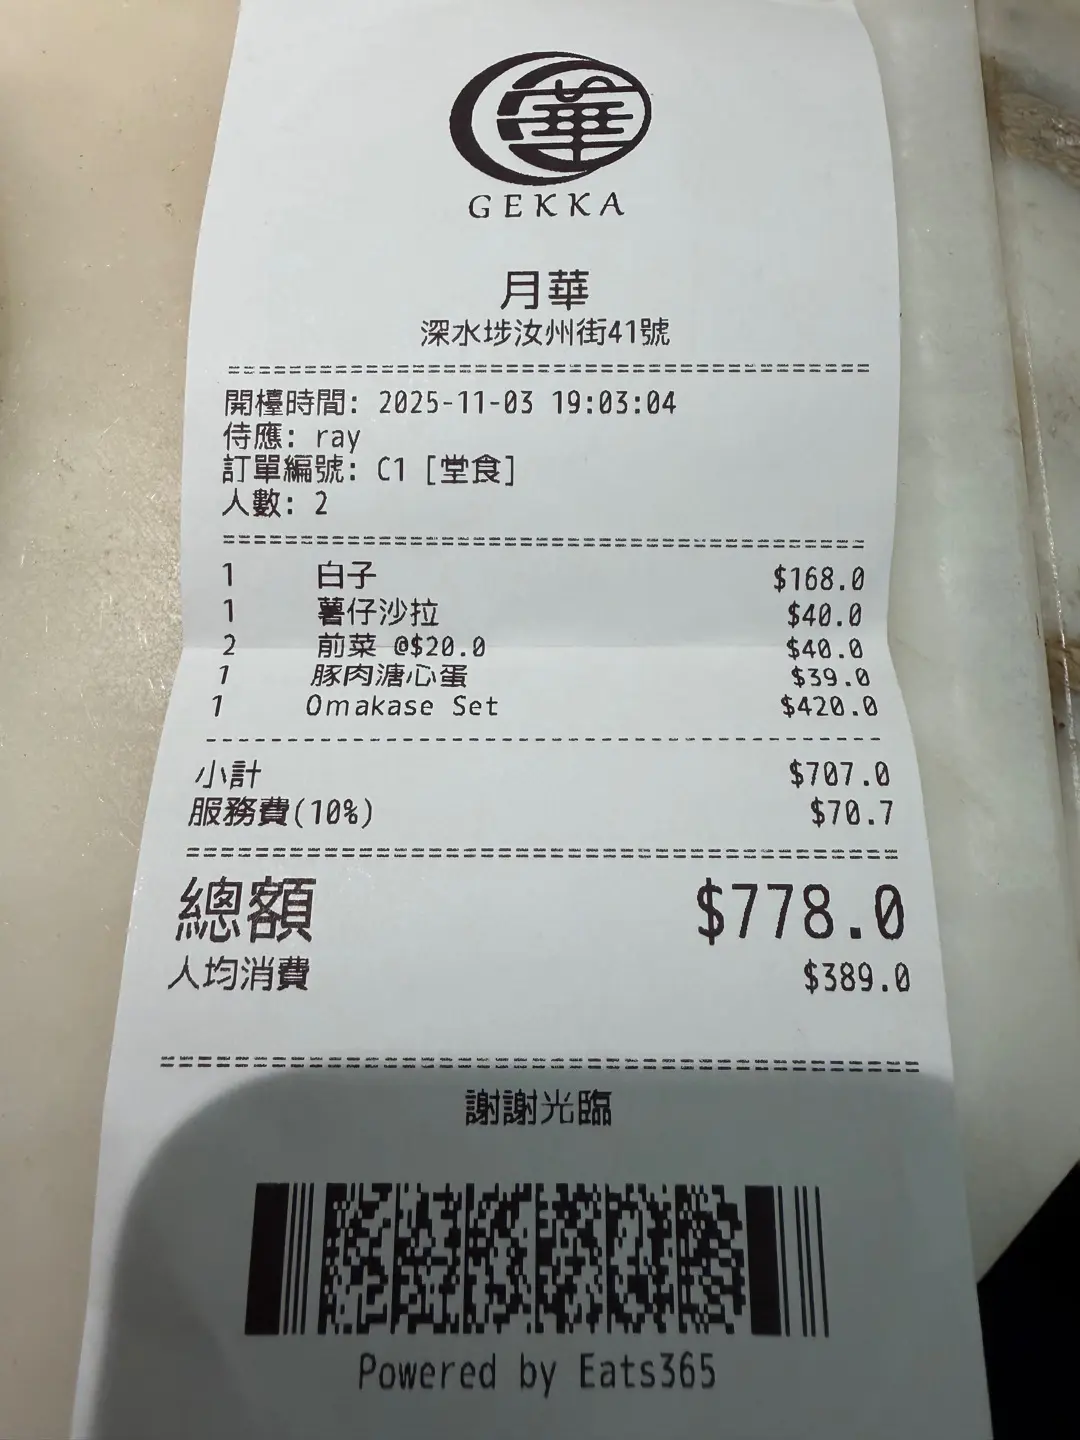 華
GEKKA
月華
深水埗汝州街41號
開檯時間: 2025-11-03 19:03:04
侍應: ray
訂單編號: C1 [堂食]
人數: 2
1 白子 $168.0
1 薯仔沙拉 $40.0
2 前菜 @$20.0 $40.0
1 豚肉溏心蛋 $39.0
1 Omakase Set $420.0
小計 $707.0
服務費(10%) $70.7
總額 $778.0
人均消費 $389.0
謝謝光臨
Powered by Eats365